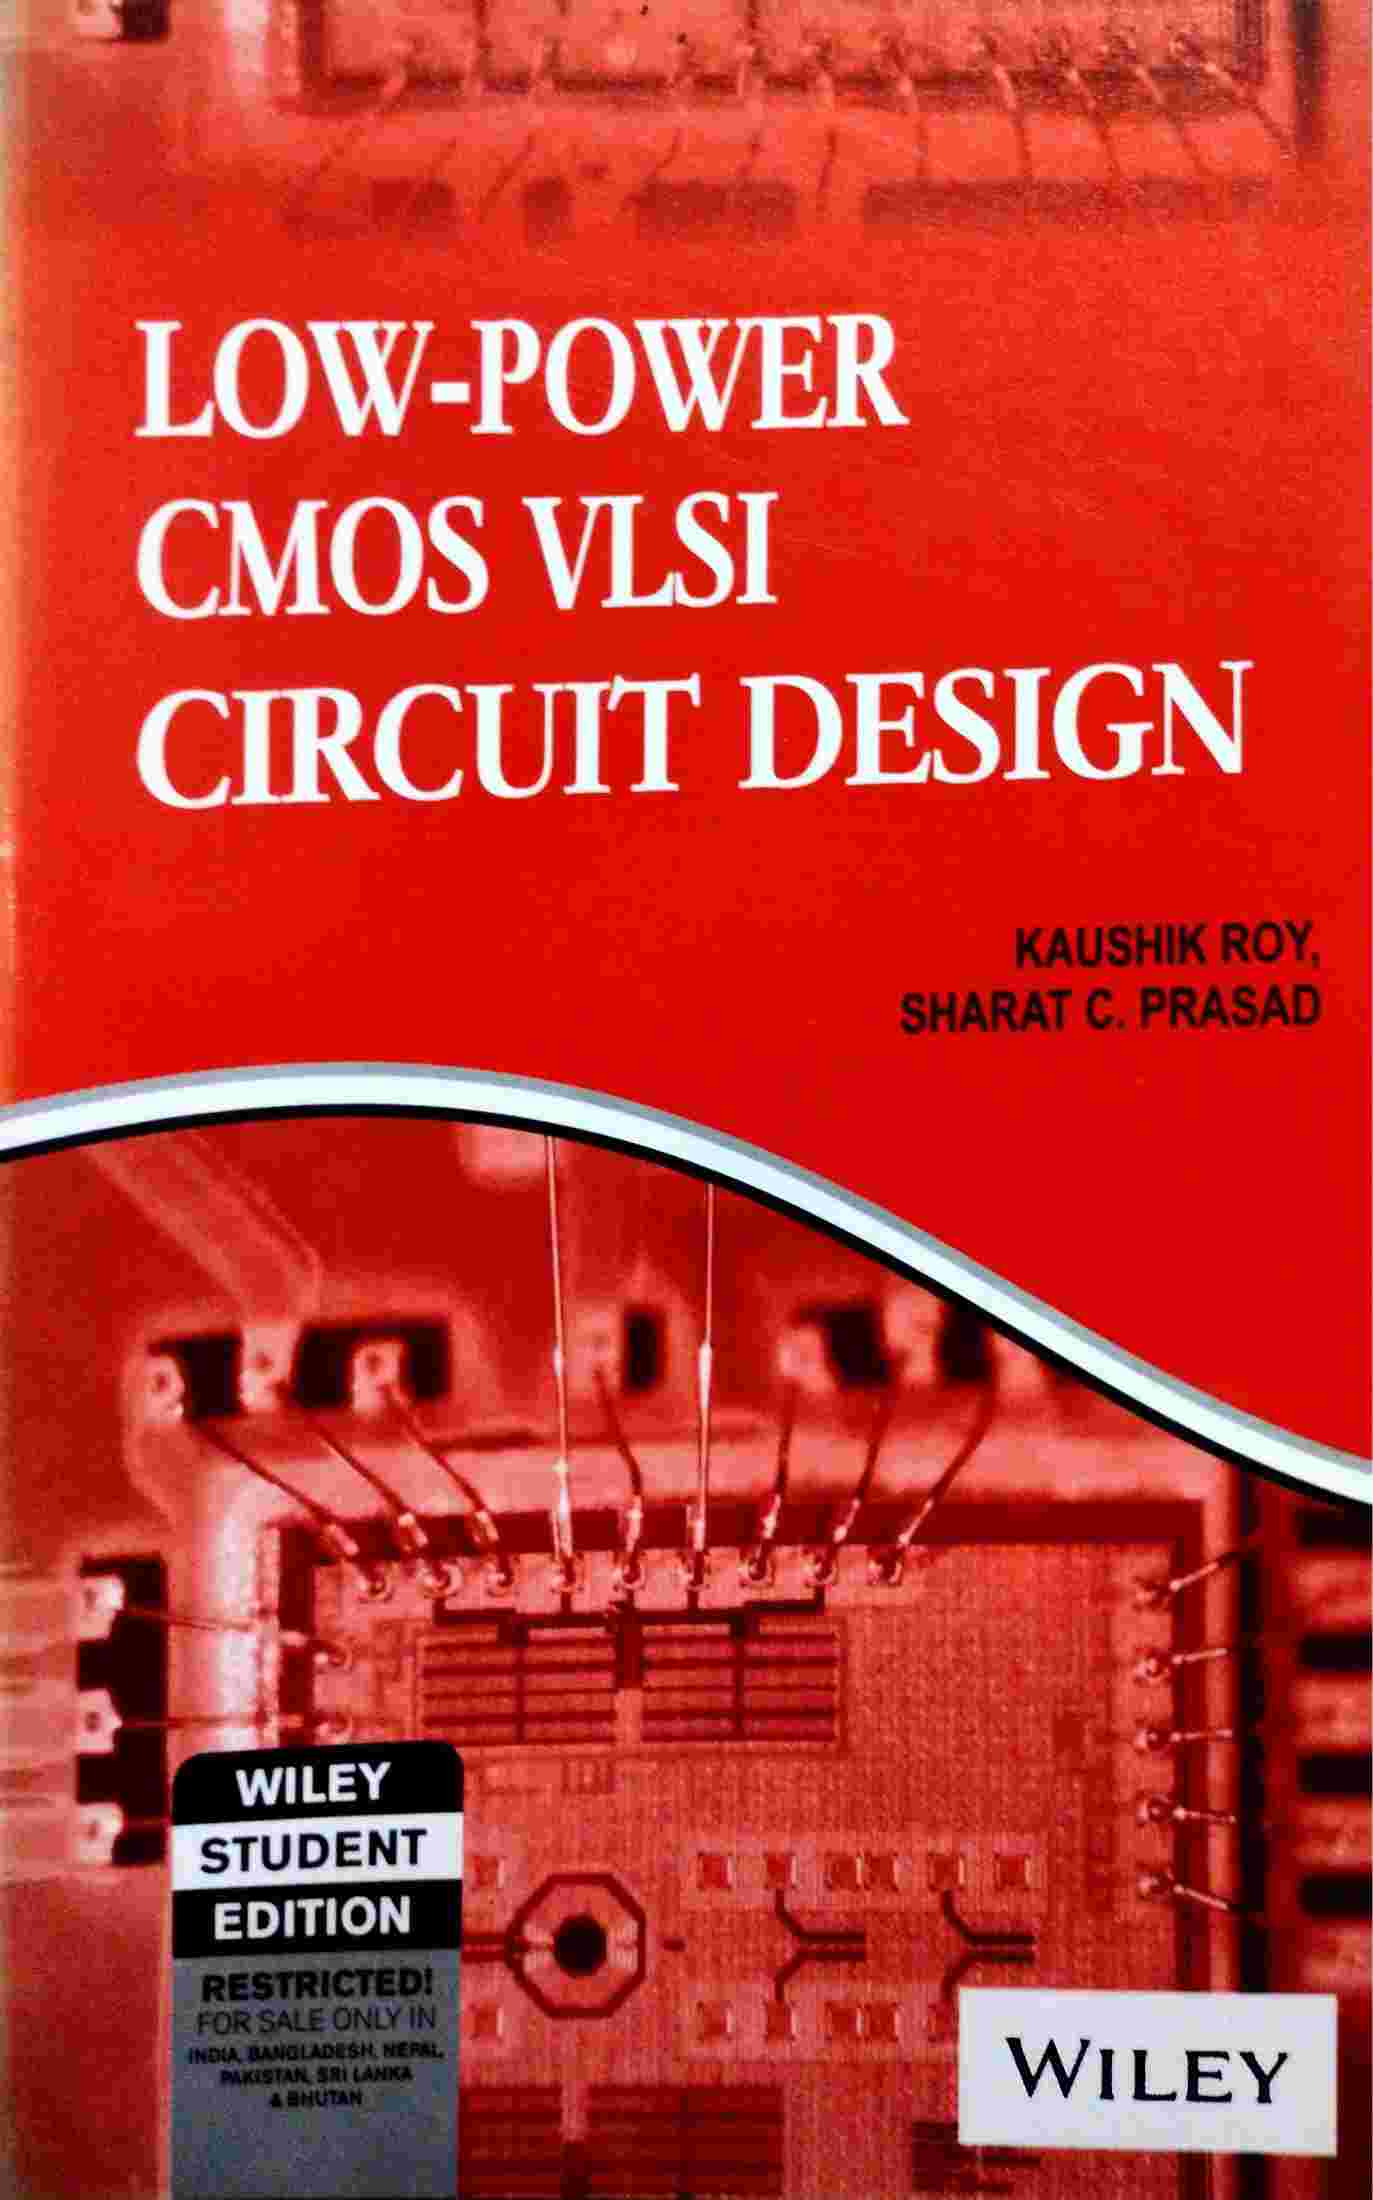 LOW-POWER
CMOS VLSI
CIRCUIT DESIGN
KAUSHIK ROY,
SHARAT C. PRASAD
WILEY
STUDENT
EDITION
RESTRICTED!
FOR SALE ONLY IN
INDIA, BANGLADESH, NEPAL,
PAKISTAN, SRI LANKA
& BHUTAN
WILEY